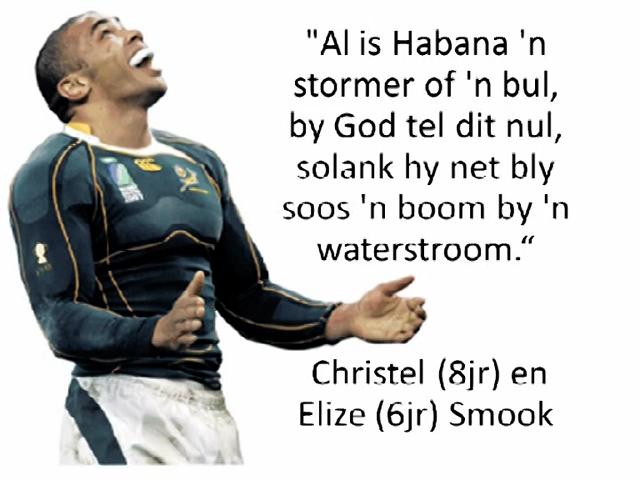 "Al is Habana 'n
stormer of 'n bul,
by God tel dit nul,
solank hy net bly
soos 'n boom by 'n
waterstroom.“
Christel (8jr) en
Elize (6jr) Smook